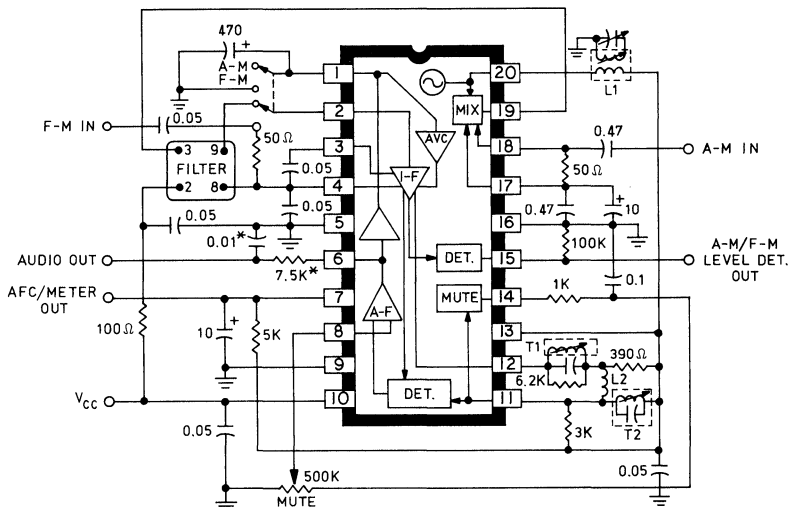 470
+
A-M
F-M
F-M IN
0.05
50Ω
3
9
FILTER
2
8
0.05
0.05
0.05
0.01*
AUDIO OUT
7.5K*
AFC/METER
OUT
100Ω
10
+
5K
VCC
0.05
500K
MUTE
1
2
3
4
5
6
7
8
9
10
20
19
18
17
16
15
14
13
12
11
MIX
AVC
I-F
DET.
MUTE
A-F
DET.
L1
0.47
A-M IN
50Ω
0.47
+
10
100K
A-M/F-M
LEVEL DET.
OUT
0.1
1K
T1
390Ω
6.2K
L2
T2
3K
0.05